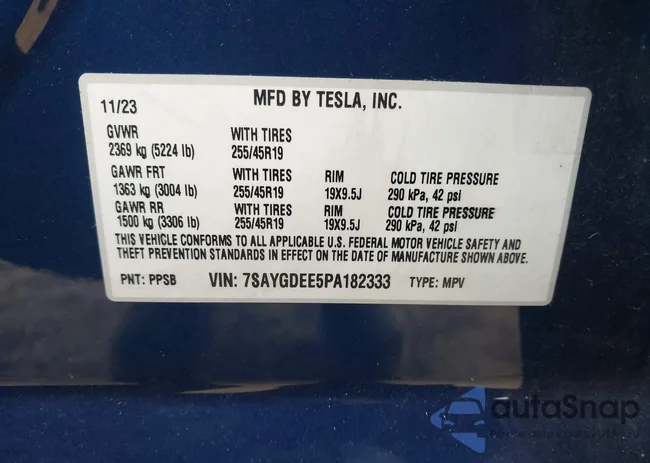 11/23 MFD BY TESLA, INC.
GVWR WITH TIRES
2369 kg (5224 lb) 255/45R19
GAWR FRT WITH TIRES RIM COLD TIRE PRESSURE
1363 kg (3004 lb) 255/45R19 19X9.5J 290 kPa, 42 psi
GAWR RR WITH TIRES RIM COLD TIRE PRESSURE
1500 kg (3306 lb) 255/45R19 19X9.5J 290 kPa, 42 psi
THIS VEHICLE CONFORMS TO ALL APPLICABLE U.S. FEDERAL MOTOR VEHICLE SAFETY AND
THEFT PREVENTION STANDARDS IN EFFECT ON THE DATE OF MANUFACTURE SHOWN ABOVE.
PNT: PPSB VIN: 7SAYGDEE5PA182333 TYPE: MPV
autoSnap